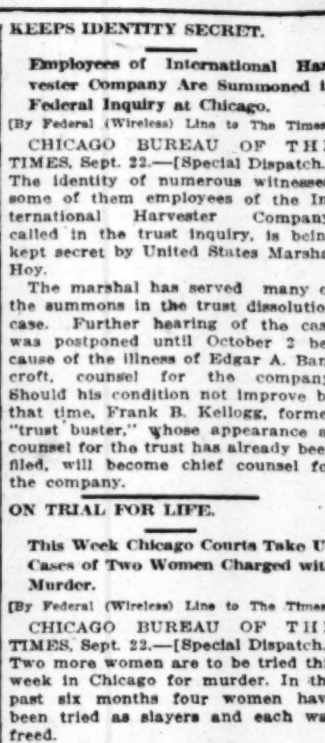 KEEPS IDENTITY SECRET.
Employees of International Har
vester Company Are Summoned i
Federal Inquiry at Chicago.
[By Federal (Wireless) Line to The Times
CHICAGO BUREAU OF THE
TIMES, Sept. 22.—[Special Dispatch.
The identity of numerous witnesse
some of them employees of the In
ternational Harvester Company
called in the trust inquiry, is bein
kept secret by United States Marsha
Hoy.
The marshal has served many o
the summons in the trust dissolutio
case. Further hearing of the cas
was postponed until October 2 be
cause of the illness of Edgar A. Ban
croft, counsel for the company
Should his condition not improve b
that time, Frank B. Kellogg, forme
"trust buster," whose appearance a
counsel for the trust has already bee
filed, will become chief counsel fo
the company.
ON TRIAL FOR LIFE.
This Week Chicago Courts Take U
Cases of Two Women Charged wit
Murder.
[By Federal (Wireless) Line to The Times
CHICAGO BUREAU OF THE
TIMES, Sept. 22.—[Special Dispatch.
Two more women are to be tried thi
week in Chicago for murder. In th
past six months four women hav
been tried as slayers and each wa
freed.